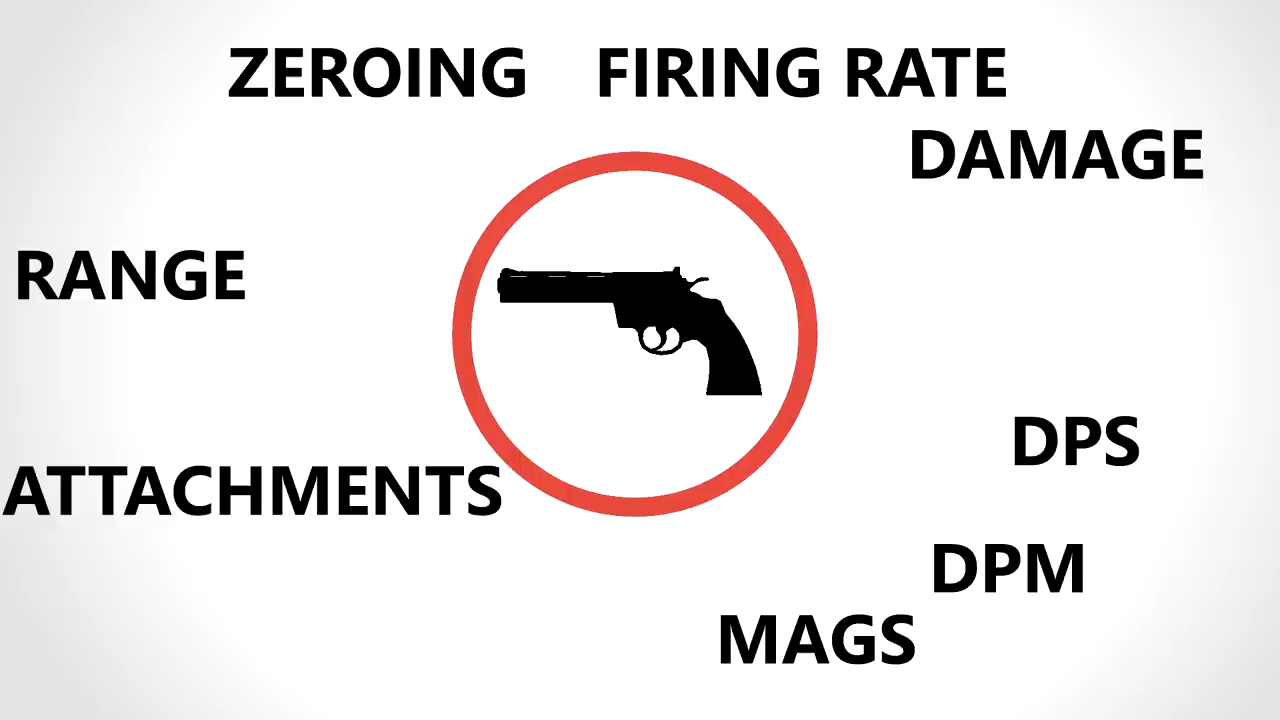 ZEROING FIRING RATE
DAMAGE
RANGE
DPS
ATTACHMENTS
DPM
MAGS